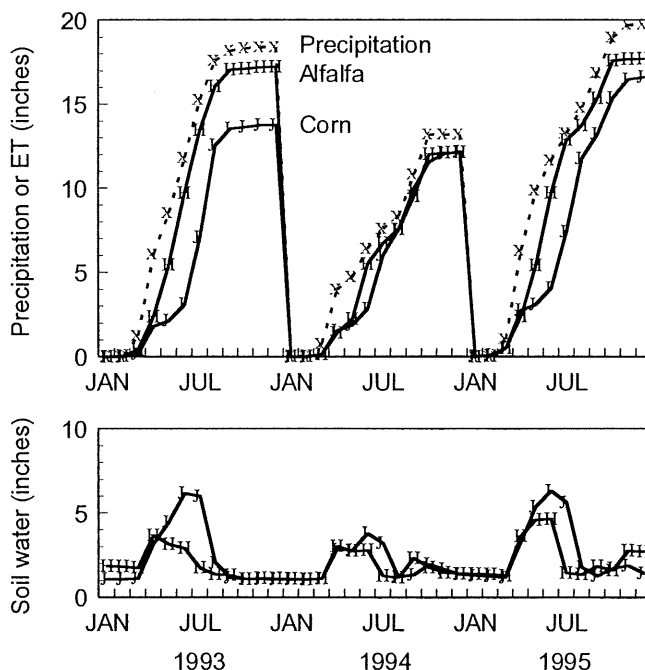 Precipitation or ET (inches)
20
15
10
5
0
Precipitation
Alfalfa
Corn
JAN JUL JAN JUL JAN JUL
Soil water (inches)
10
5
0
JAN JUL JAN JUL JAN JUL
1993 1994 1995